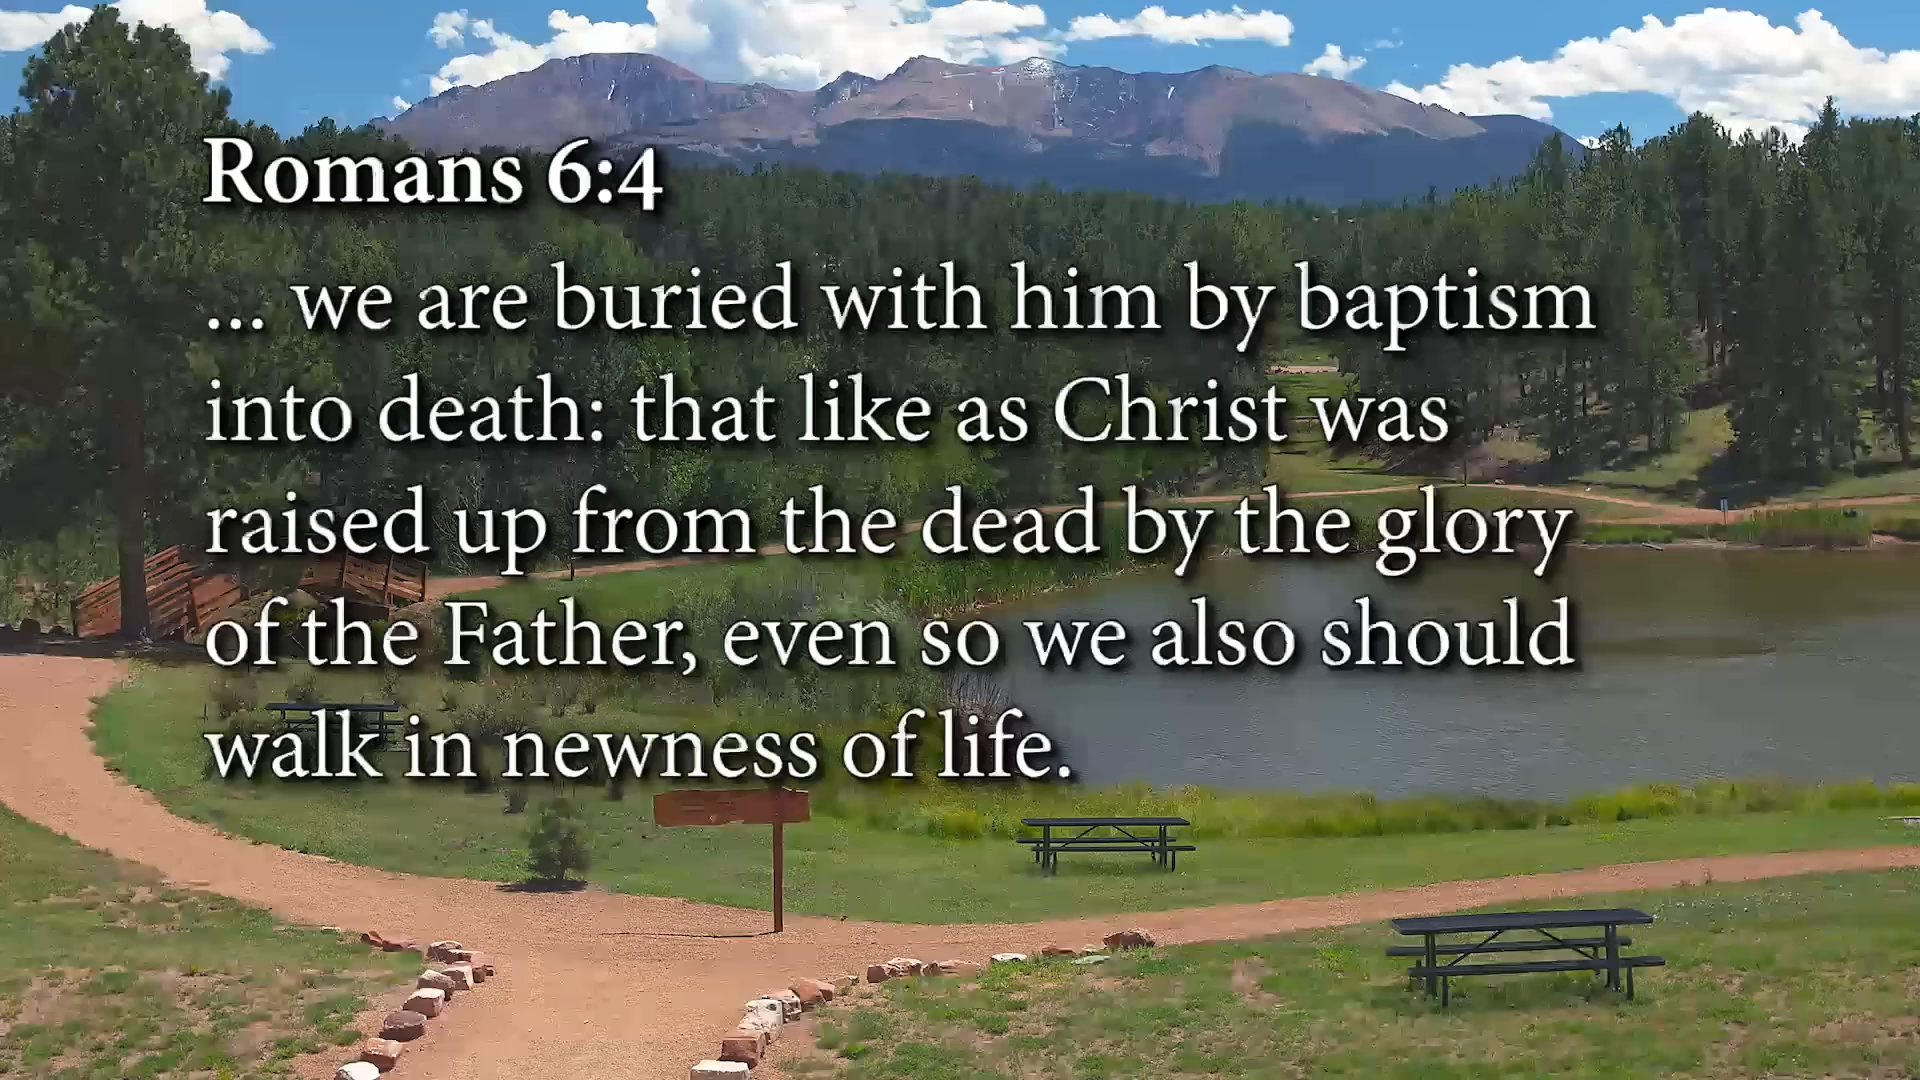 Romans 6:4
... we are buried with him by baptism
into death: that like as Christ was
raised up from the dead by the glory
of the Father, even so we also should
walk in newness of life.